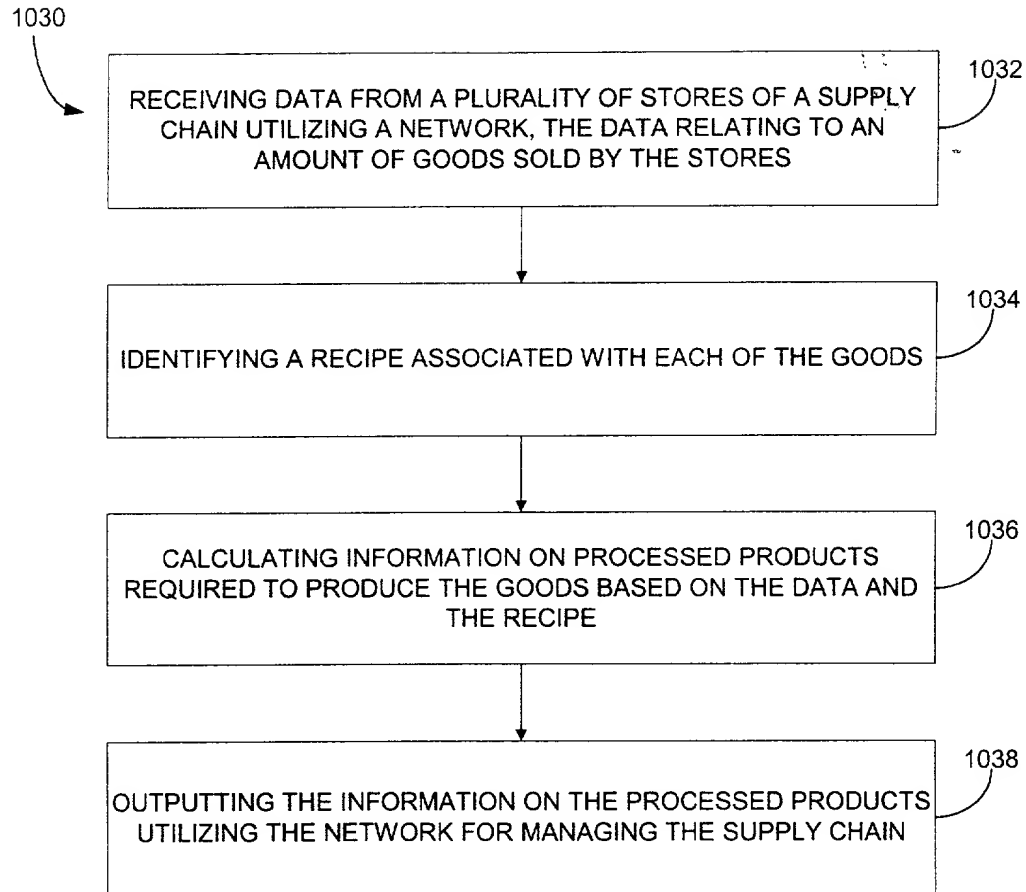 1030
1032
RECEIVING DATA FROM A PLURALITY OF STORES OF A SUPPLY
CHAIN UTILIZING A NETWORK, THE DATA RELATING TO AN
AMOUNT OF GOODS SOLD BY THE STORES
1034
IDENTIFYING A RECIPE ASSOCIATED WITH EACH OF THE GOODS
1036
CALCULATING INFORMATION ON PROCESSED PRODUCTS
REQUIRED TO PRODUCE THE GOODS BASED ON THE DATA AND
THE RECIPE
1038
OUTPUTTING THE INFORMATION ON THE PROCESSED PRODUCTS
UTILIZING THE NETWORK FOR MANAGING THE SUPPLY CHAIN